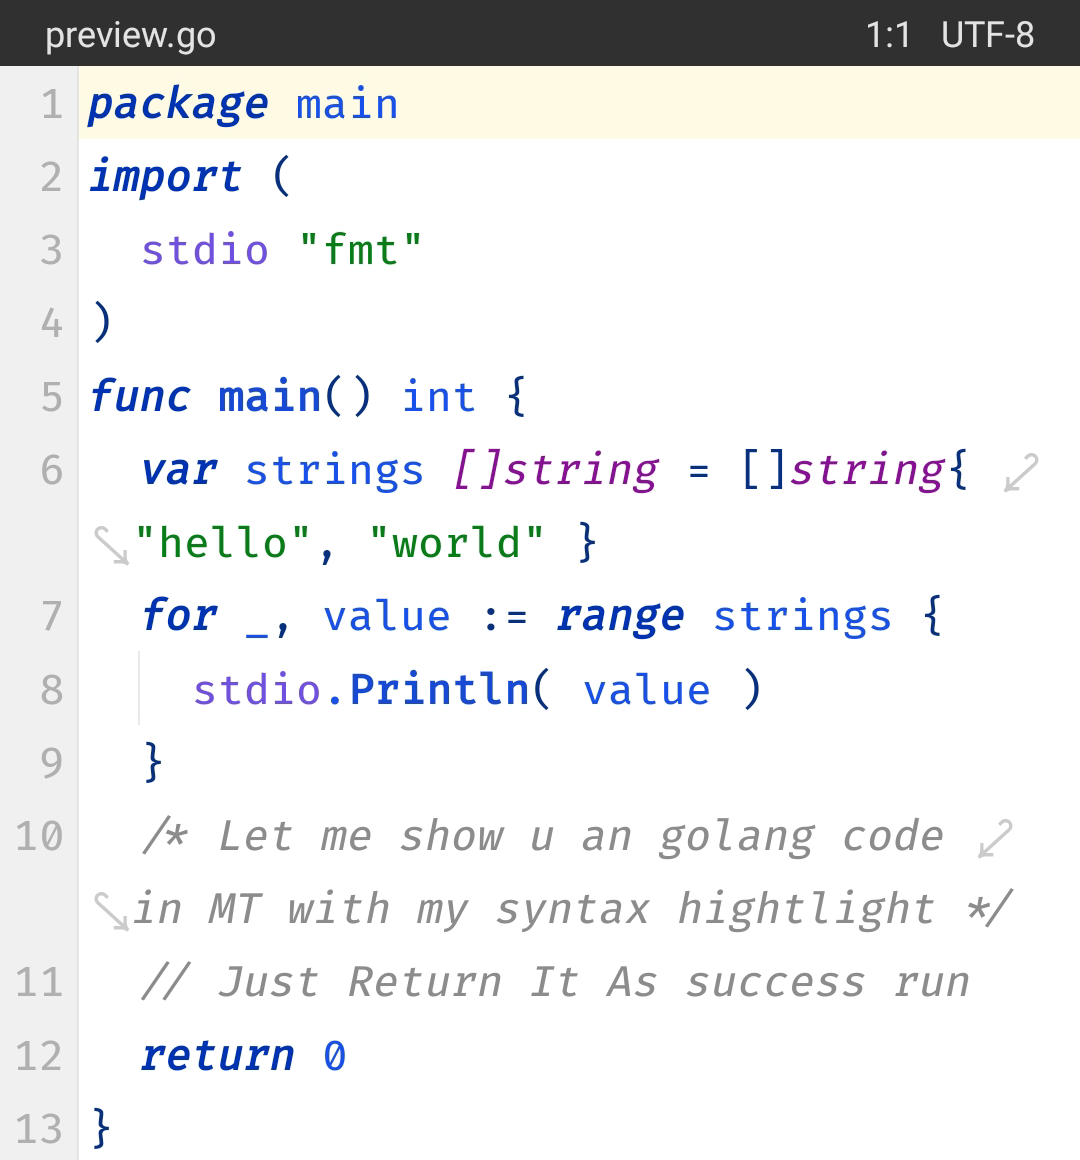 preview.go 1:1 UTF-8
1 package main
2 import (
3 stdio "fmt"
4 )
5 func main() int {
6 var strings []string = []string{
"hello", "world" }
7 for _, value := range strings {
8 stdio.Println( value )
9 }
10 /* Let me show u an golang code
in MT with my syntax hightlight */
11 // Just Return It As success run
12 return 0
13 }